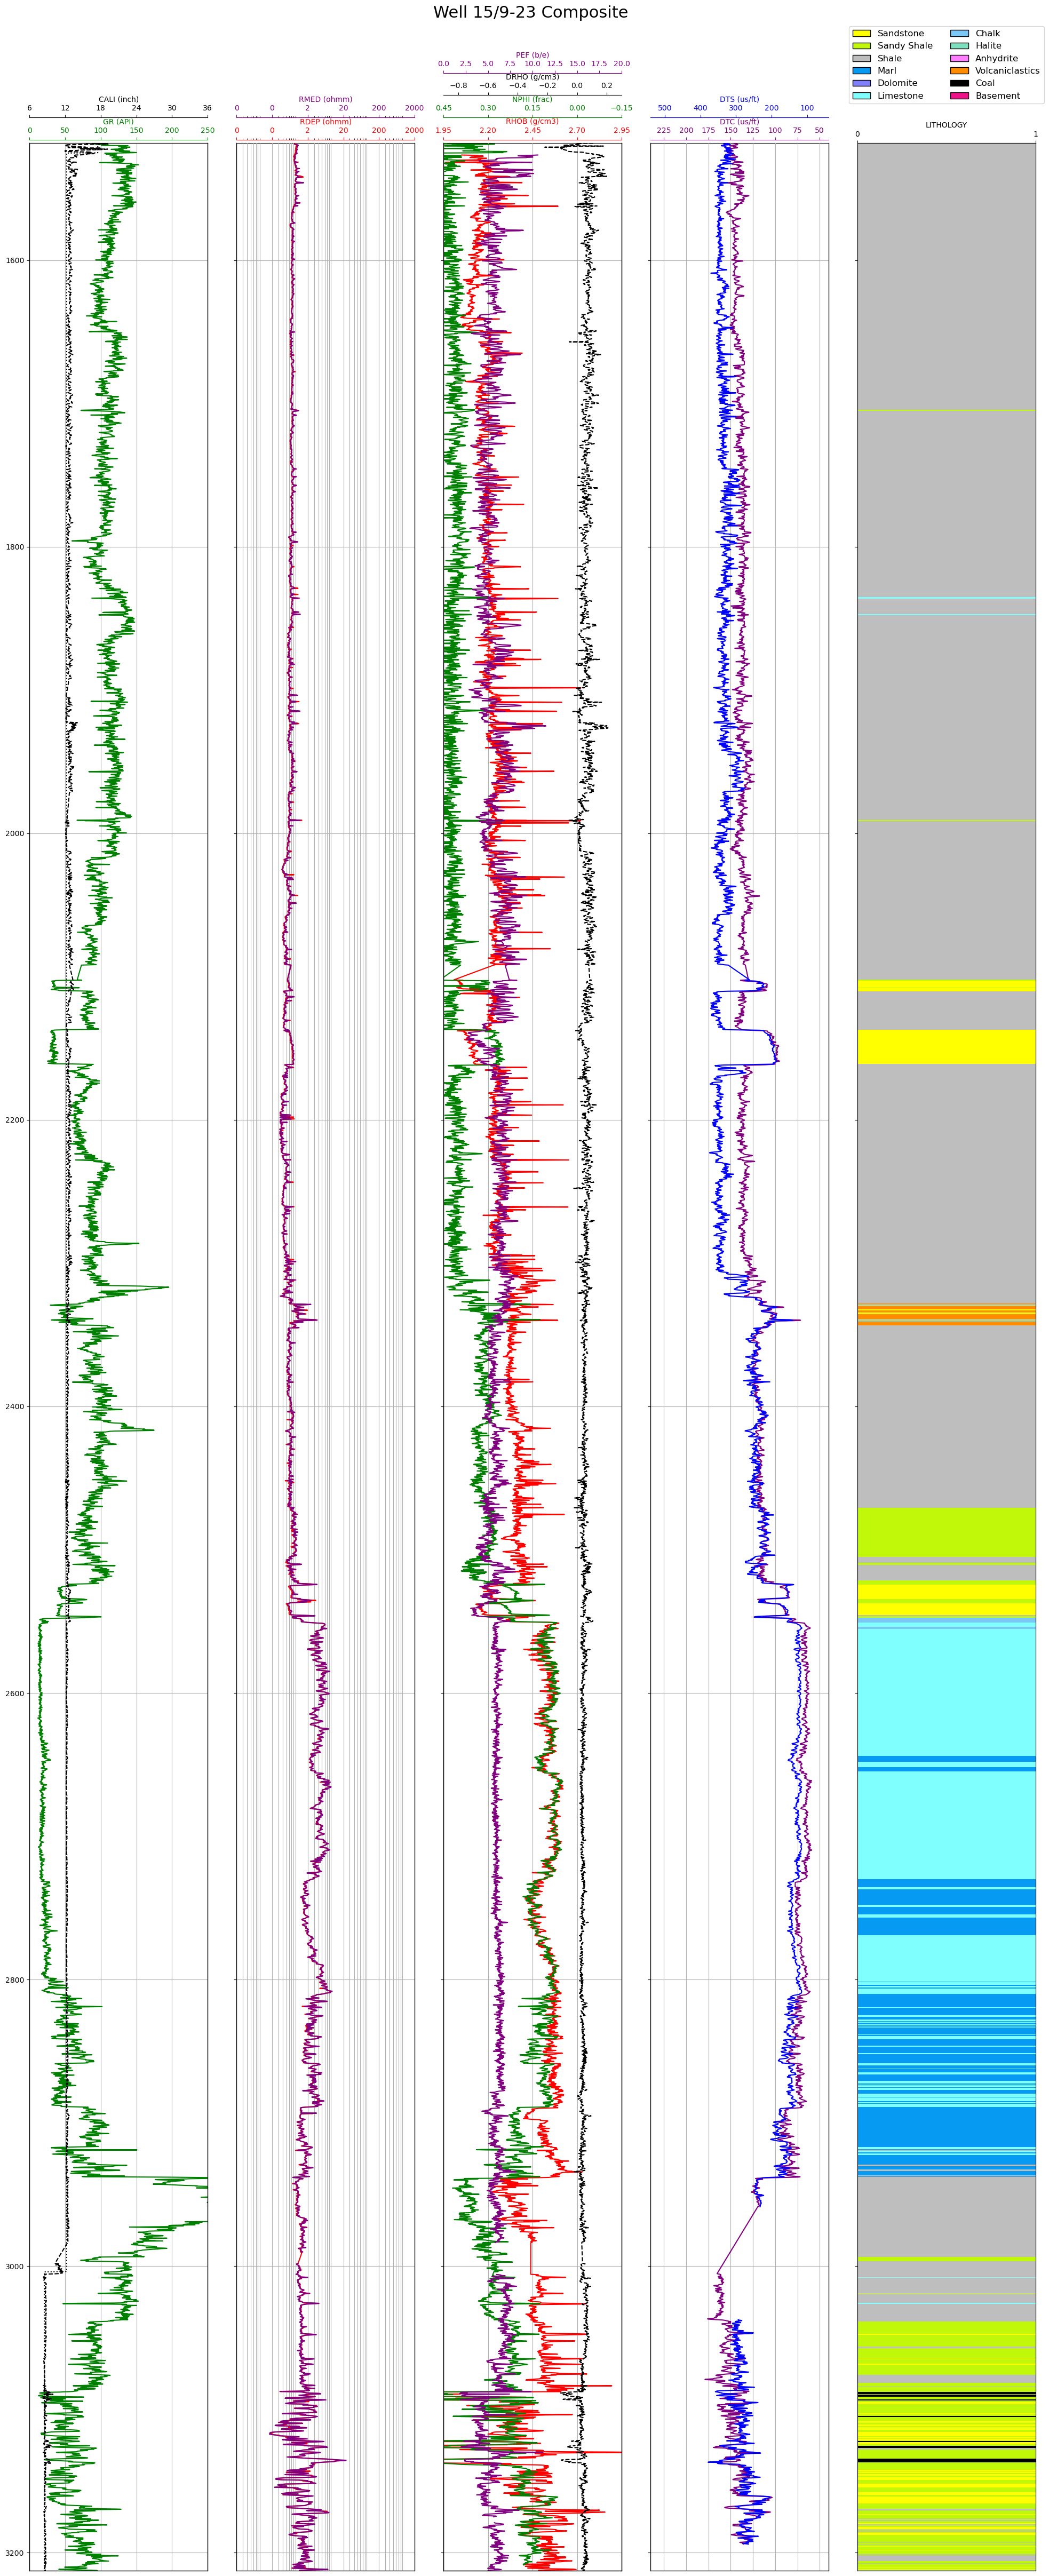 Well 15/9-23 Composite
Sandstone Chalk
Sandy Shale Halite
Shale Anhydrite
Marl Volcaniclastics
Dolomite Coal
Limestone Basement
PEF (b/e)
0.0 2.5 5.0 7.5 10.0 12.5 15.0 17.5 20.0
DRHO (g/cm3)
−0.8 −0.6 −0.4 −0.2 0.0 0.2
CALI (inch) RMED (ohmm) NPHI (frac) DTS (us/ft)
6 12 18 24 30 36 0 0 2 20 200 2000 0.45 0.30 0.15 0.00 −0.15 500 400 300 200 100
GR (API) RDEP (ohmm) RHOB (g/cm3) DTC (us/ft) LITHOLOGY
0 50 100 150 200 250 0 0 2 20 200 2000 1.95 2.20 2.45 2.70 2.95 225 200 175 150 125 100 75 50 0 1
1600
1800
2000
2200
2400
2600
2800
3000
3200